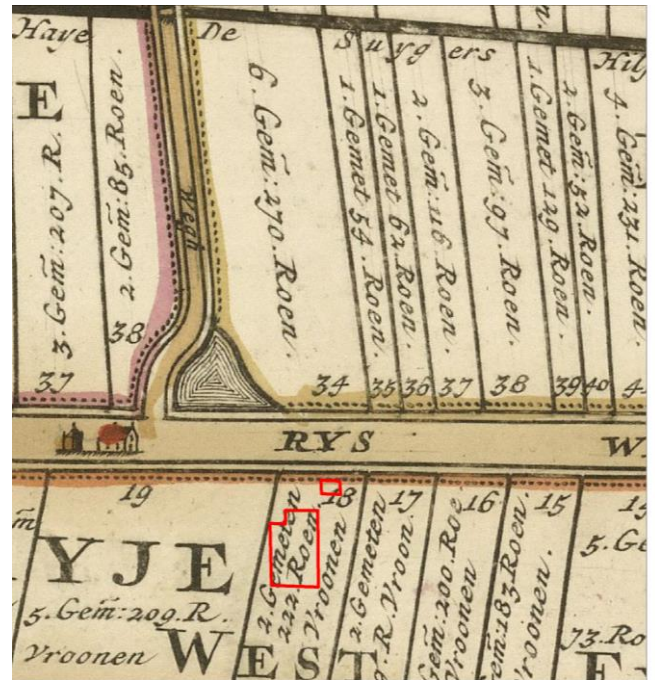 Haye
De Suygers Hil
E
3. Gem̄: 207. R.
2. Gem̄: 85. Roen.
Wegh
6. Gem̄: 270. Roen.
1. Gemet 54. Roen.
1. Gemet 62. Roen.
2. Gem̄: 116 Roen.
3. Gem̄: 97. Roen.
1. Gemet 129. Roen.
2. Gem̄: 52. Roen.
4. Gem̄: 231. Roen.
37 38 34 35 36 37 38 39 40 4
RYS W
19 18 17 16 15
YJE
5. Gem̄: 209. R.
Vroonen
2. Gemeten
222. Roen
Vroonen
2. Gemeten
R. Vroon.
Gem̄: 200. Roe
Vroonen
Gem̄: 183. Roen.
roonen.
5. Ge
73. Ro
WEST